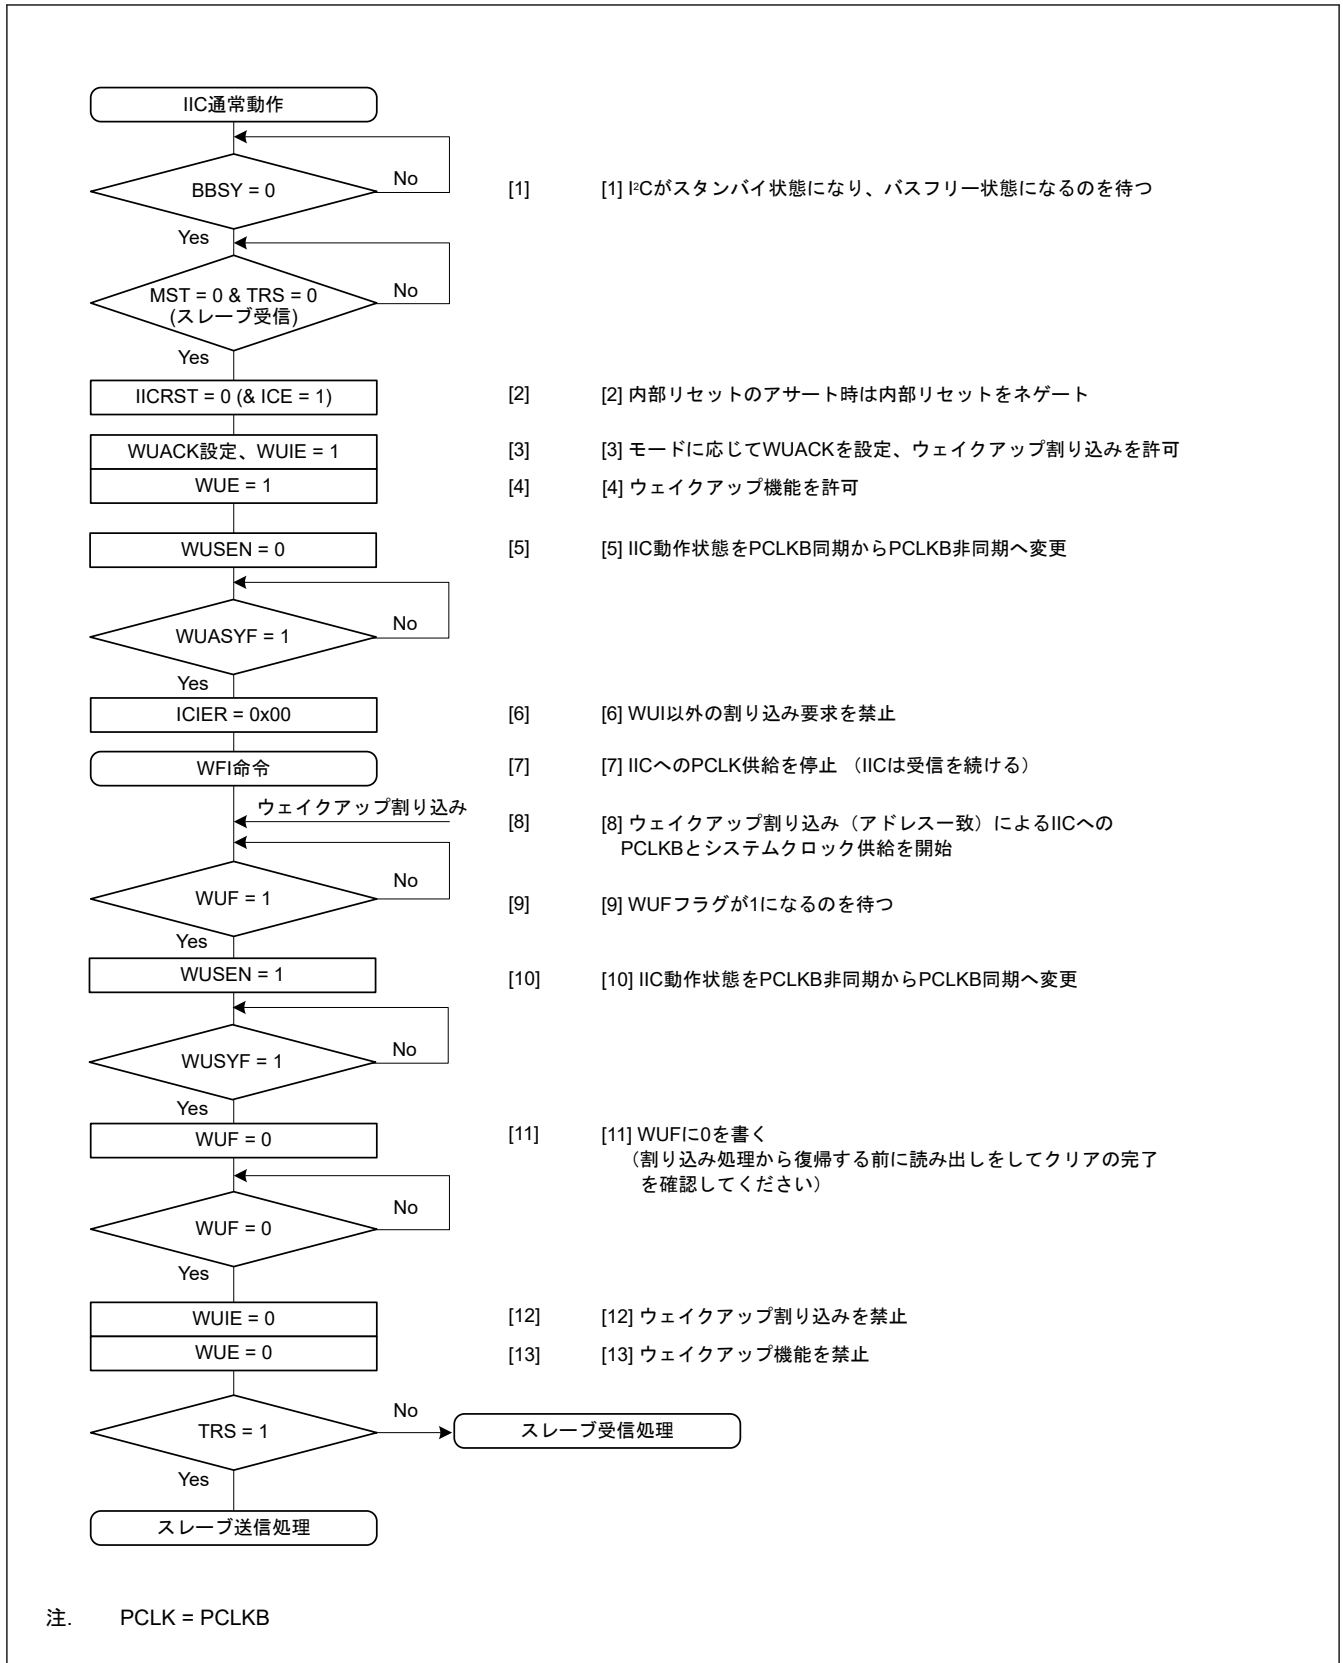 IIC通常動作
BBSY = 0
No
[1]
[1] I²Cがスタンバイ状態になり、バスフリー状態になるのを待つ
Yes
MST = 0 & TRS = 0
(スレーブ受信)
No
Yes
IICRST = 0 (& ICE = 1)
[2]
[2] 内部リセットのアサート時は内部リセットをネゲート
WUACK設定、WUIE = 1
[3]
[3] モードに応じてWUACKを設定、ウェイクアップ割り込みを許可
WUE = 1
[4]
[4] ウェイクアップ機能を許可
WUSEN = 0
[5]
[5] IIC動作状態をPCLKB同期からPCLKB非同期へ変更
WUASYF = 1
No
Yes
ICIER = 0x00
[6]
[6] WUI以外の割り込み要求を禁止
WFI命令
[7]
[7] IICへのPCLK供給を停止 （IICは受信を続ける）
ウェイクアップ割り込み
[8]
[8] ウェイクアップ割り込み（アドレス一致）によるIICへの
PCLKBとシステムクロック供給を開始
WUF = 1
No
[9]
[9] WUFフラグが1になるのを待つ
Yes
WUSEN = 1
[10]
[10] IIC動作状態をPCLKB非同期からPCLKB同期へ変更
WUSYF = 1
No
Yes
WUF = 0
[11]
[11] WUFに0を書く
（割り込み処理から復帰する前に読み出しをしてクリアの完了
を確認してください）
WUF = 0
No
Yes
WUIE = 0
[12]
[12] ウェイクアップ割り込みを禁止
WUE = 0
[13]
[13] ウェイクアップ機能を禁止
TRS = 1
No
スレーブ受信処理
Yes
スレーブ送信処理
注. PCLK = PCLKB